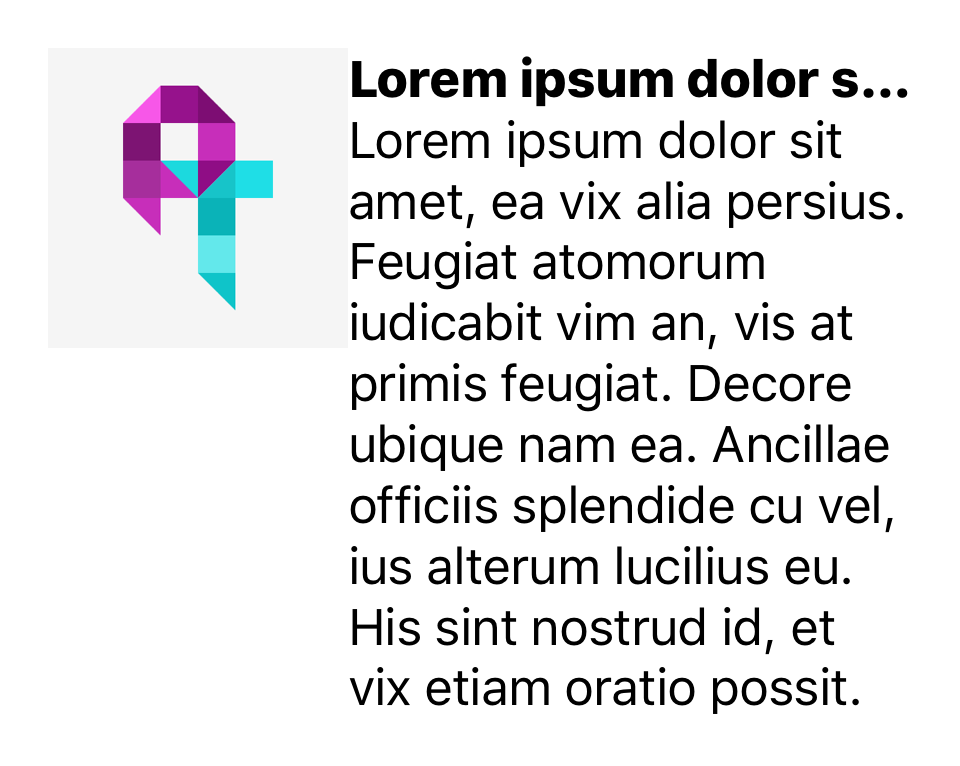 Lorem ipsum dolor s...
Lorem ipsum dolor sit
amet, ea vix alia persius.
Feugiat atomorum
iudicabit vim an, vis at
primis feugiat. Decore
ubique nam ea. Ancillae
officiis splendide cu vel,
ius alterum lucilius eu.
His sint nostrud id, et
vix etiam oratio possit.